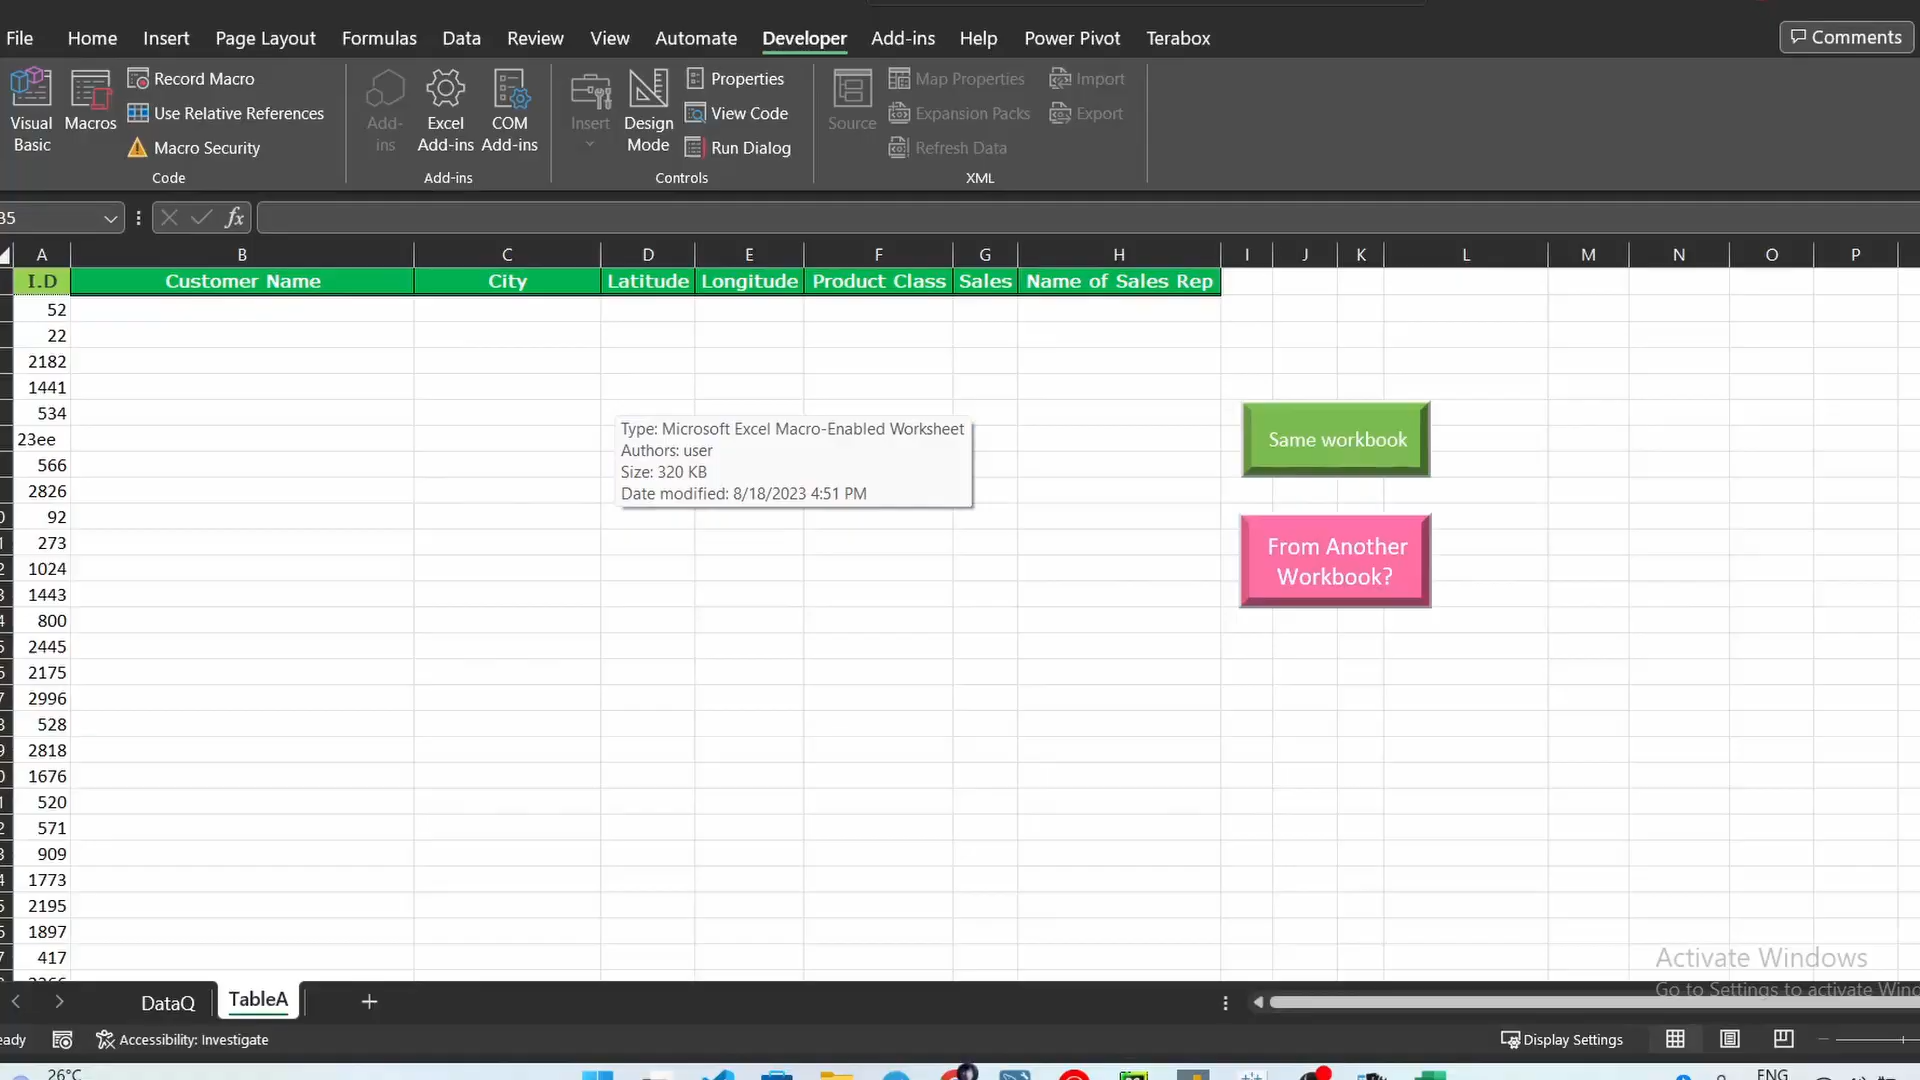 File Home Insert Page Layout Formulas Data Review View Automate Developer Add-ins Help Power Pivot Terabox Comments
Visual Basic
Macros
Record Macro
Use Relative References
Macro Security
Code
Add-ins
Excel Add-ins
COM Add-ins
Add-ins
Insert
Design Mode
Properties
View Code
Run Dialog
Controls
Source
Map Properties
Expansion Packs
Refresh Data
Import
Export
XML
fx
A B C D E F G H I J K L M N O P
I.D Customer Name City Latitude Longitude Product Class Sales Name of Sales Rep
52
22
2182
1441
534
23ee
566
2826
92
273
1024
1443
800
2445
2175
2996
528
2818
1676
520
571
909
1773
2195
1897
417
Type: Microsoft Excel Macro-Enabled Worksheet
Authors: user
Size: 320 KB
Date modified: 8/18/2023 4:51 PM
Same workbook
From Another
Workbook?
Activate Windows
Go to Settings to activate
DataQ TableA
Accessibility: Investigate Display Settings
26°C ENG